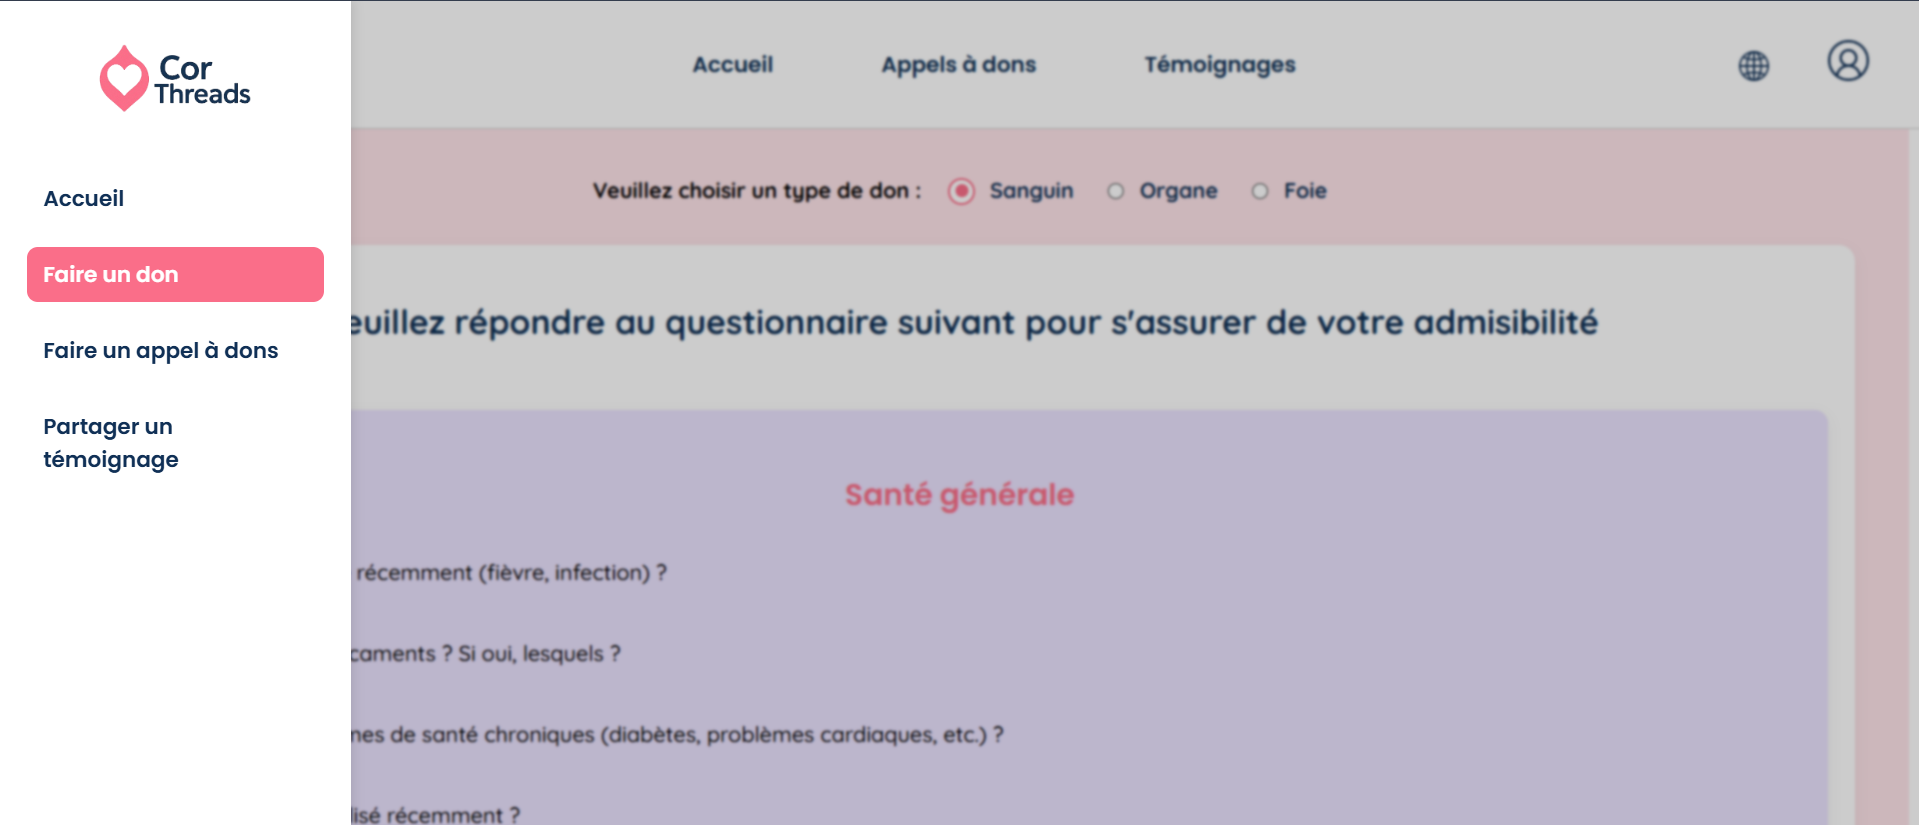 Cor
Threads
Accueil
Faire un don
Faire un appel à dons
Partager un
témoignage
Accueil
Appels à dons
Témoignages
Veuillez choisir un type de don :
Sanguin
Organe
Foie
euillez répondre au questionnaire suivant pour s'assurer de votre admisibilité
Santé générale
récemment (fièvre, infection) ?
caments ? Si oui, lesquels ?
mes de santé chroniques (diabètes, problèmes cardiaques, etc.) ?
lisé récemment ?